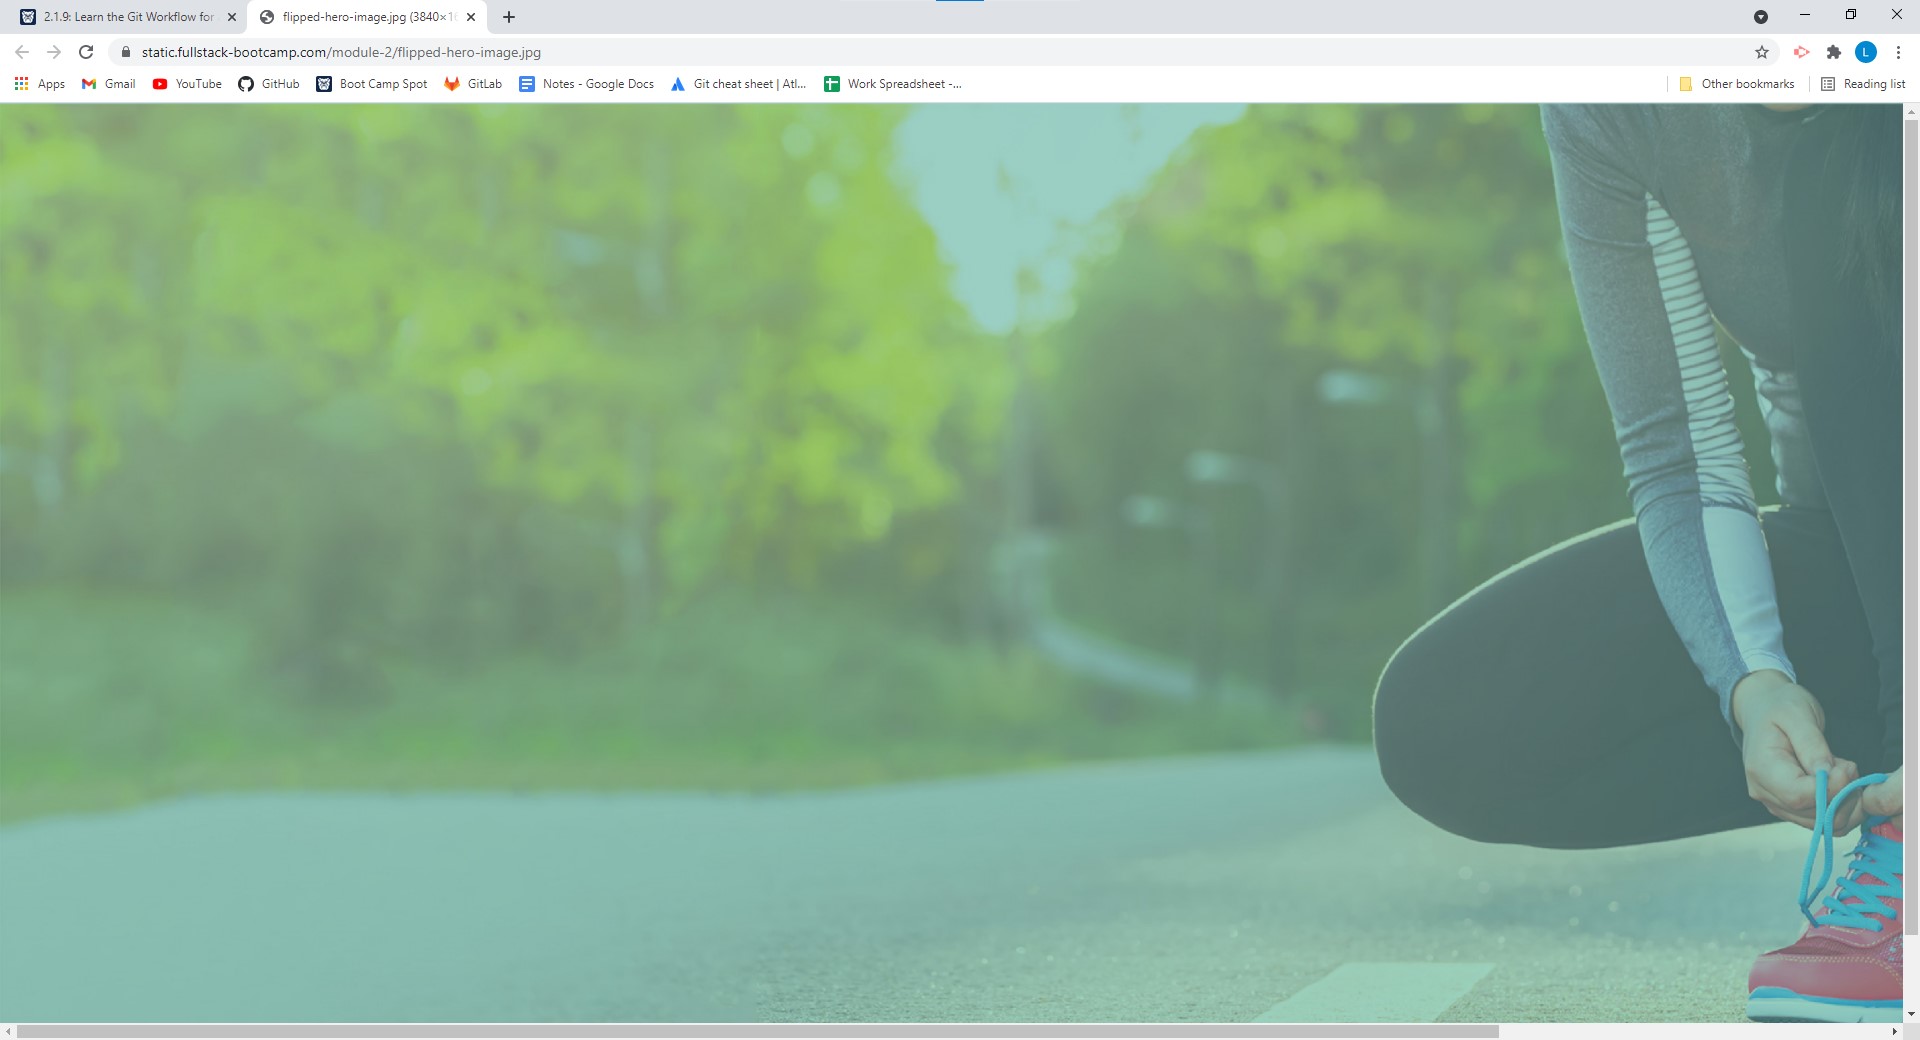 2.1.9: Learn the Git Workflow for
flipped-hero-image.jpg (3840×16
static.fullstack-bootcamp.com/module-2/flipped-hero-image.jpg
L
Apps Gmail YouTube GitHub Boot Camp Spot GitLab Notes - Google Docs Git cheat sheet | Atl... Work Spreadsheet -... Other bookmarks Reading list